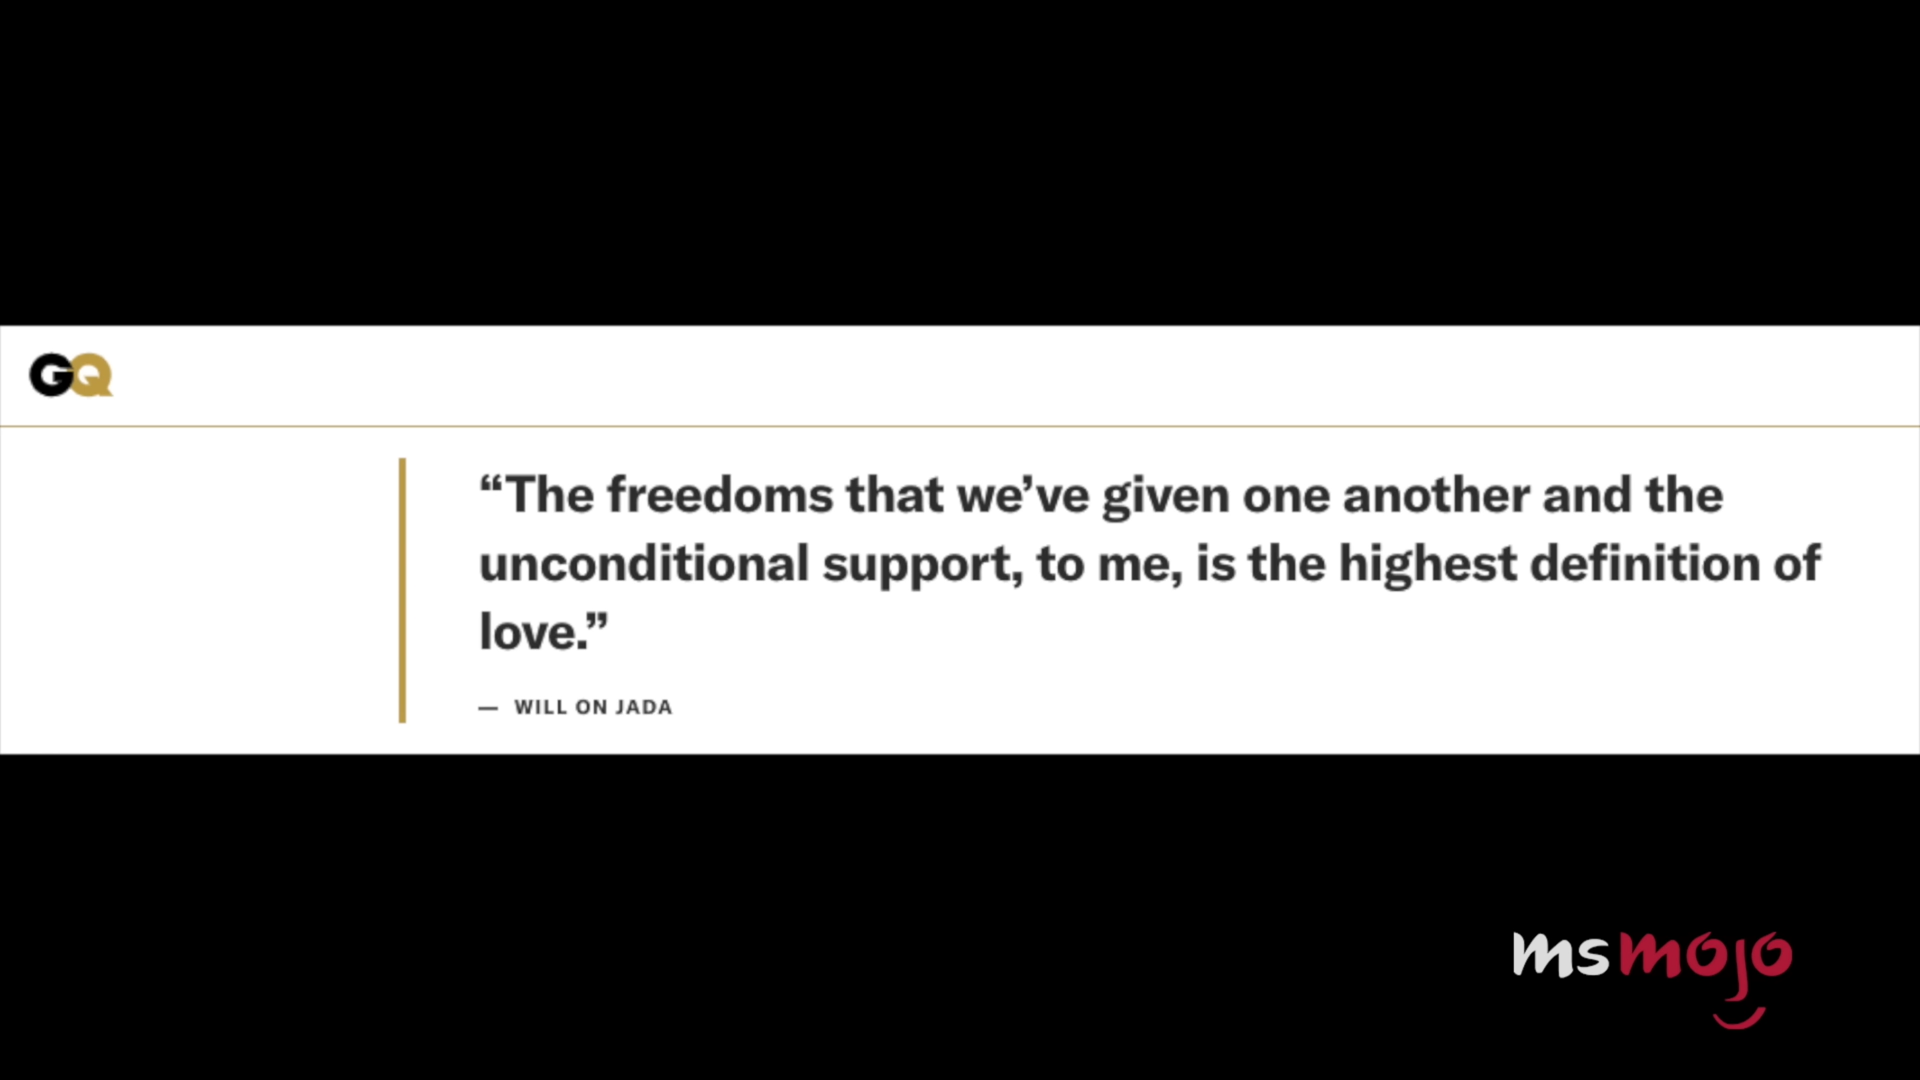 GQ
“The freedoms that we’ve given one another and the
unconditional support, to me, is the highest definition of
love.”
— WILL ON JADA
msmojo